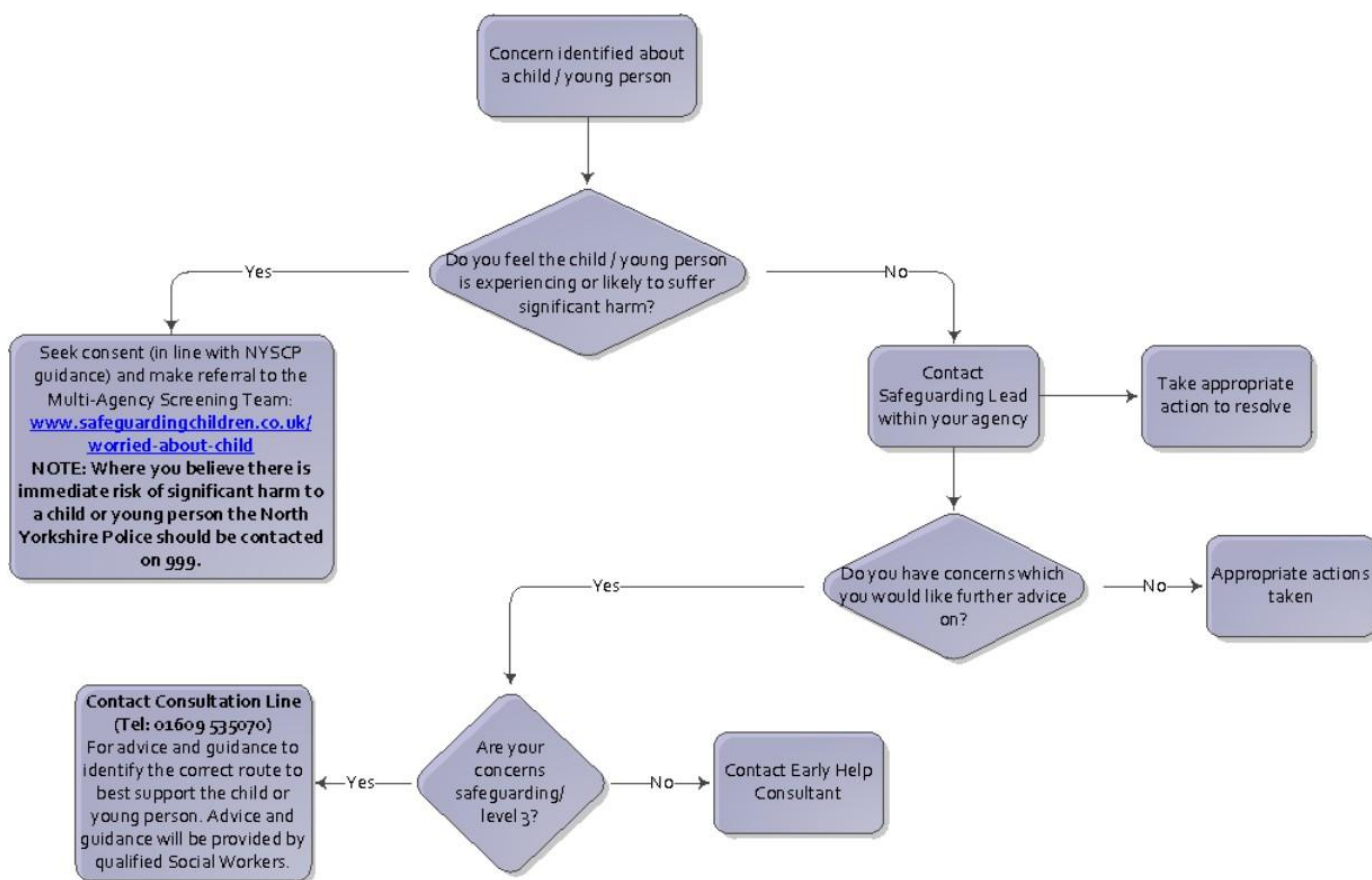 Concern identified about
a child / young person
Do you feel the child / young person
is experiencing or likely to suffer
significant harm?
Yes
No
Seek consent (in line with NYSCP
guidance) and make referral to the
Multi-Agency Screening Team:
www.safeguardingchildren.co.uk/
worried-about-child
NOTE: Where you believe there is
immediate risk of significant harm to
a child or young person the North
Yorkshire Police should be contacted
on 999.
Contact
Safeguarding Lead
within your agency
Take appropriate
action to resolve
Do you have concerns which
you would like further advice
on?
Yes
No
Appropriate actions
taken
Are your
concerns
safeguarding/
level 3?
Yes
No
Contact Consultation Line
(Tel: 01609 535070)
For advice and guidance to
identify the correct route to
best support the child or
young person. Advice and
guidance will be provided by
qualified Social Workers.
Contact Early Help
Consultant